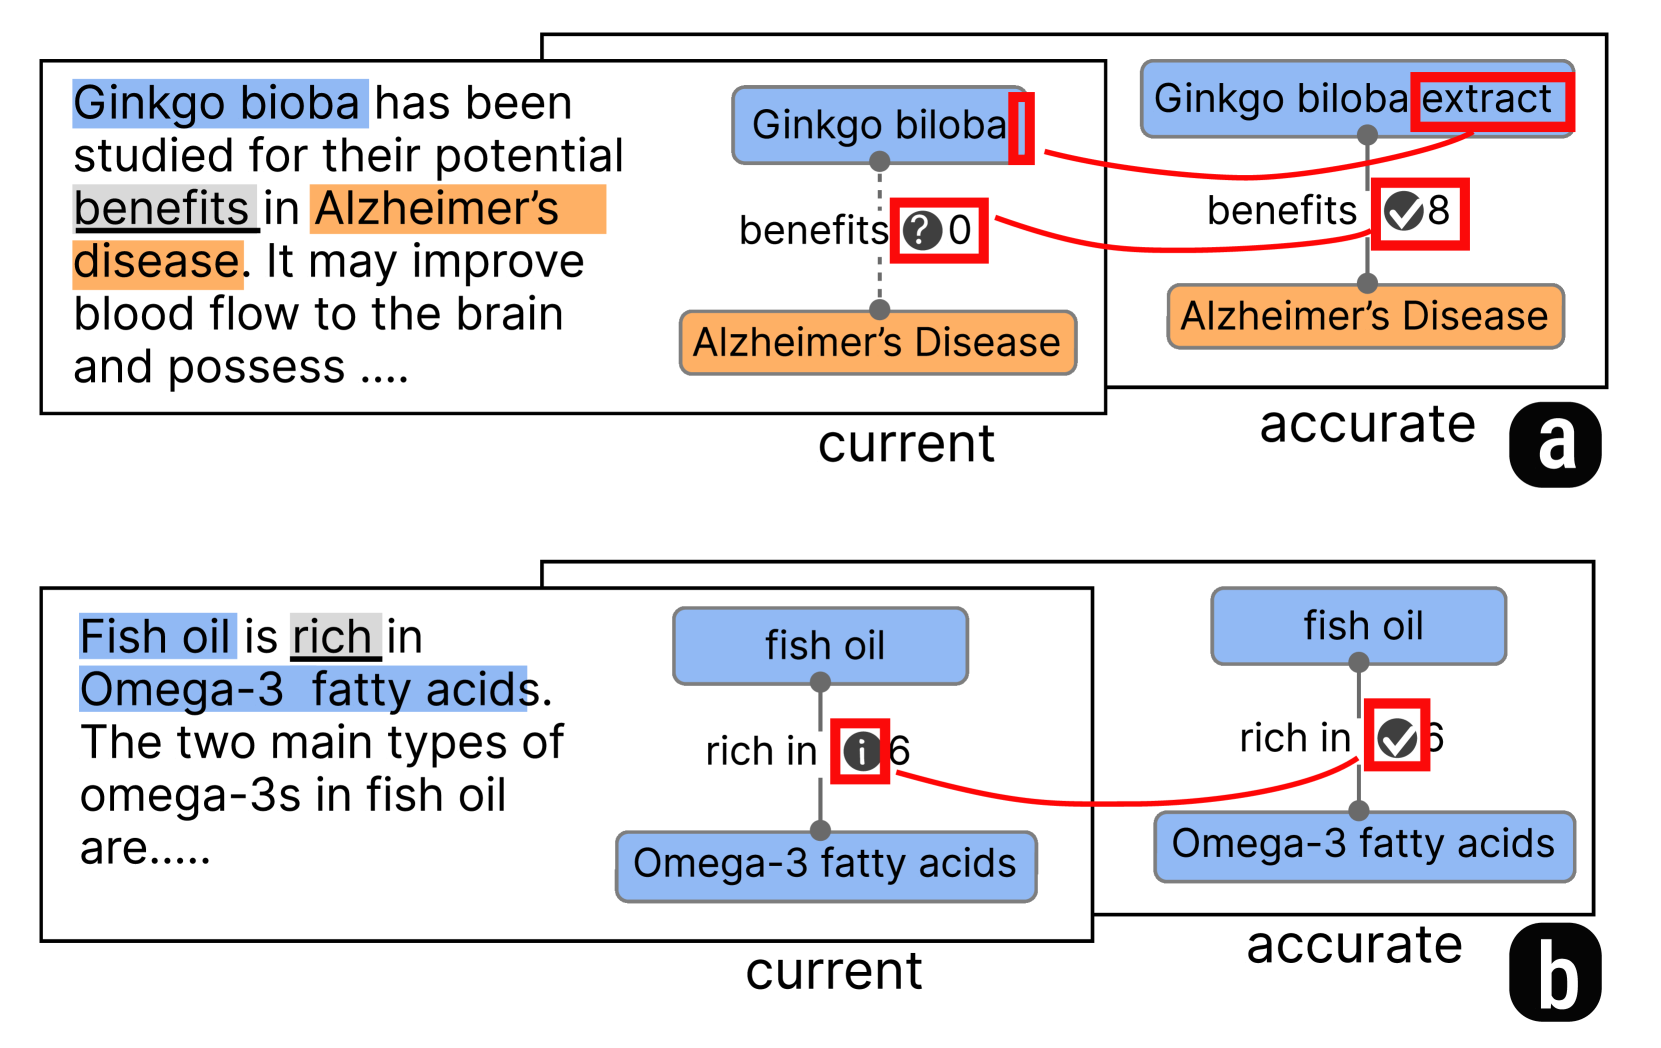 Ginkgo bioba has been
studied for their potential
benefits in Alzheimer's
disease. It may improve
blood flow to the brain
and possess ....
Ginkgo biloba
benefits ? 0
Alzheimer's Disease
current
Ginkgo biloba extract
benefits 8
Alzheimer's Disease
accurate
a
Fish oil is rich in
Omega-3 fatty acids.
The two main types of
omega-3s in fish oil
are.....
fish oil
rich in i 6
Omega-3 fatty acids
current
fish oil
rich in 6
Omega-3 fatty acids
accurate
b